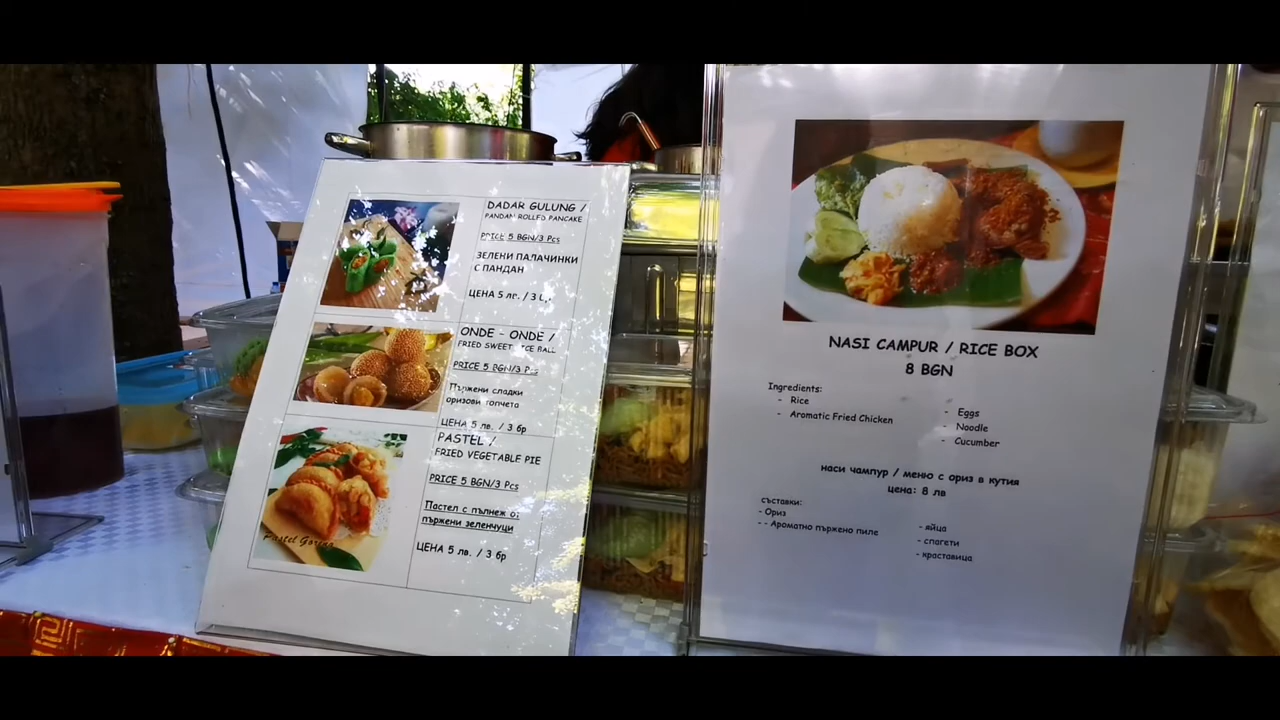 DADAR GULUNG /
PANDAN ROLLED PANCAKE
PRICE 5 BGN/3 Pcs
ЗЕЛЕНИ ПАЛАЧИНКИ
С ПАНДАН
ЦЕНА 5 лв. / 3
ONDE - ONDE /
FRIED SWEET RICE BALL
PRICE 5 BGN/3 Pcs
Пържени сладки
оризови топчета
ЦЕНА 5 лв. / 3 бр
PASTEL /
FRIED VEGETABLE PIE
PRICE 5 BGN/3 Pcs
Пастел с пълнеж от
пържени зеленчуци
ЦЕНА 5 лв. / 3 бр
Pastel Goreng
NASI CAMPUR / RICE BOX
8 BGN
Ingredients:
- Rice
- Aromatic Fried Chicken
- Eggs
- Noodle
- Cucumber
наси чампур / меню с ориз в кутия
цена: 8 лв
съставки:
- Ориз
- - Ароматно пържено пиле
- яйца
- спагети
- краставица